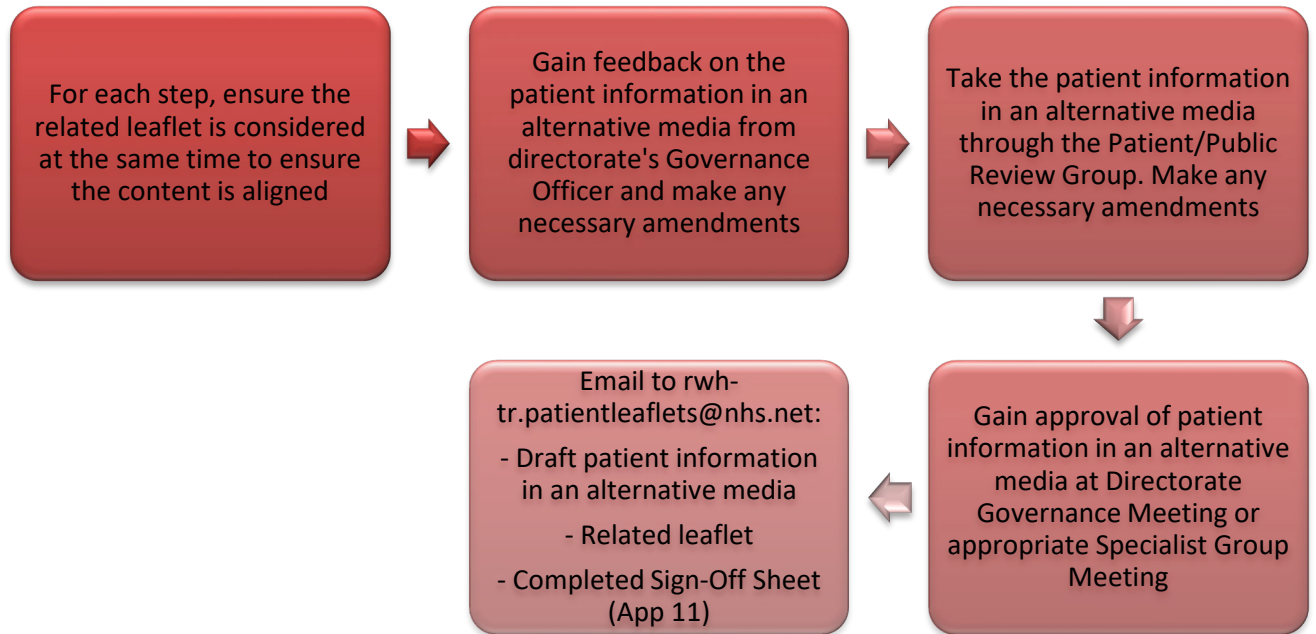 For each step, ensure the
related leaflet is considered
at the same time to ensure
the content is aligned
Gain feedback on the
patient information in an
alternative media from
directorate's Governance
Officer and make any
necessary amendments
Take the patient information
in an alternative media
through the Patient/Public
Review Group. Make any
necessary amendments
Gain approval of patient
information in an alternative
media at Directorate
Governance Meeting or
appropriate Specialist Group
Meeting
Email to rwh-
tr.patientleaflets@nhs.net:
- Draft patient information
in an alternative media
- Related leaflet
- Completed Sign-Off Sheet
(App 11)